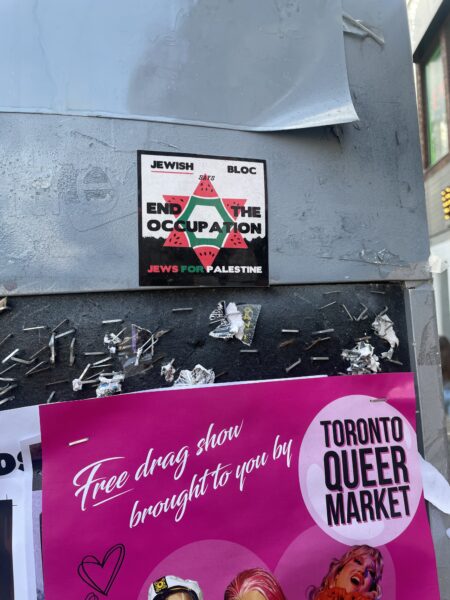 JEWISH BLOC
says
END THE
OCCUPATION
JEWS FOR PALESTINE
Free drag show
brought to you by
TORONTO
QUEER
MARKET